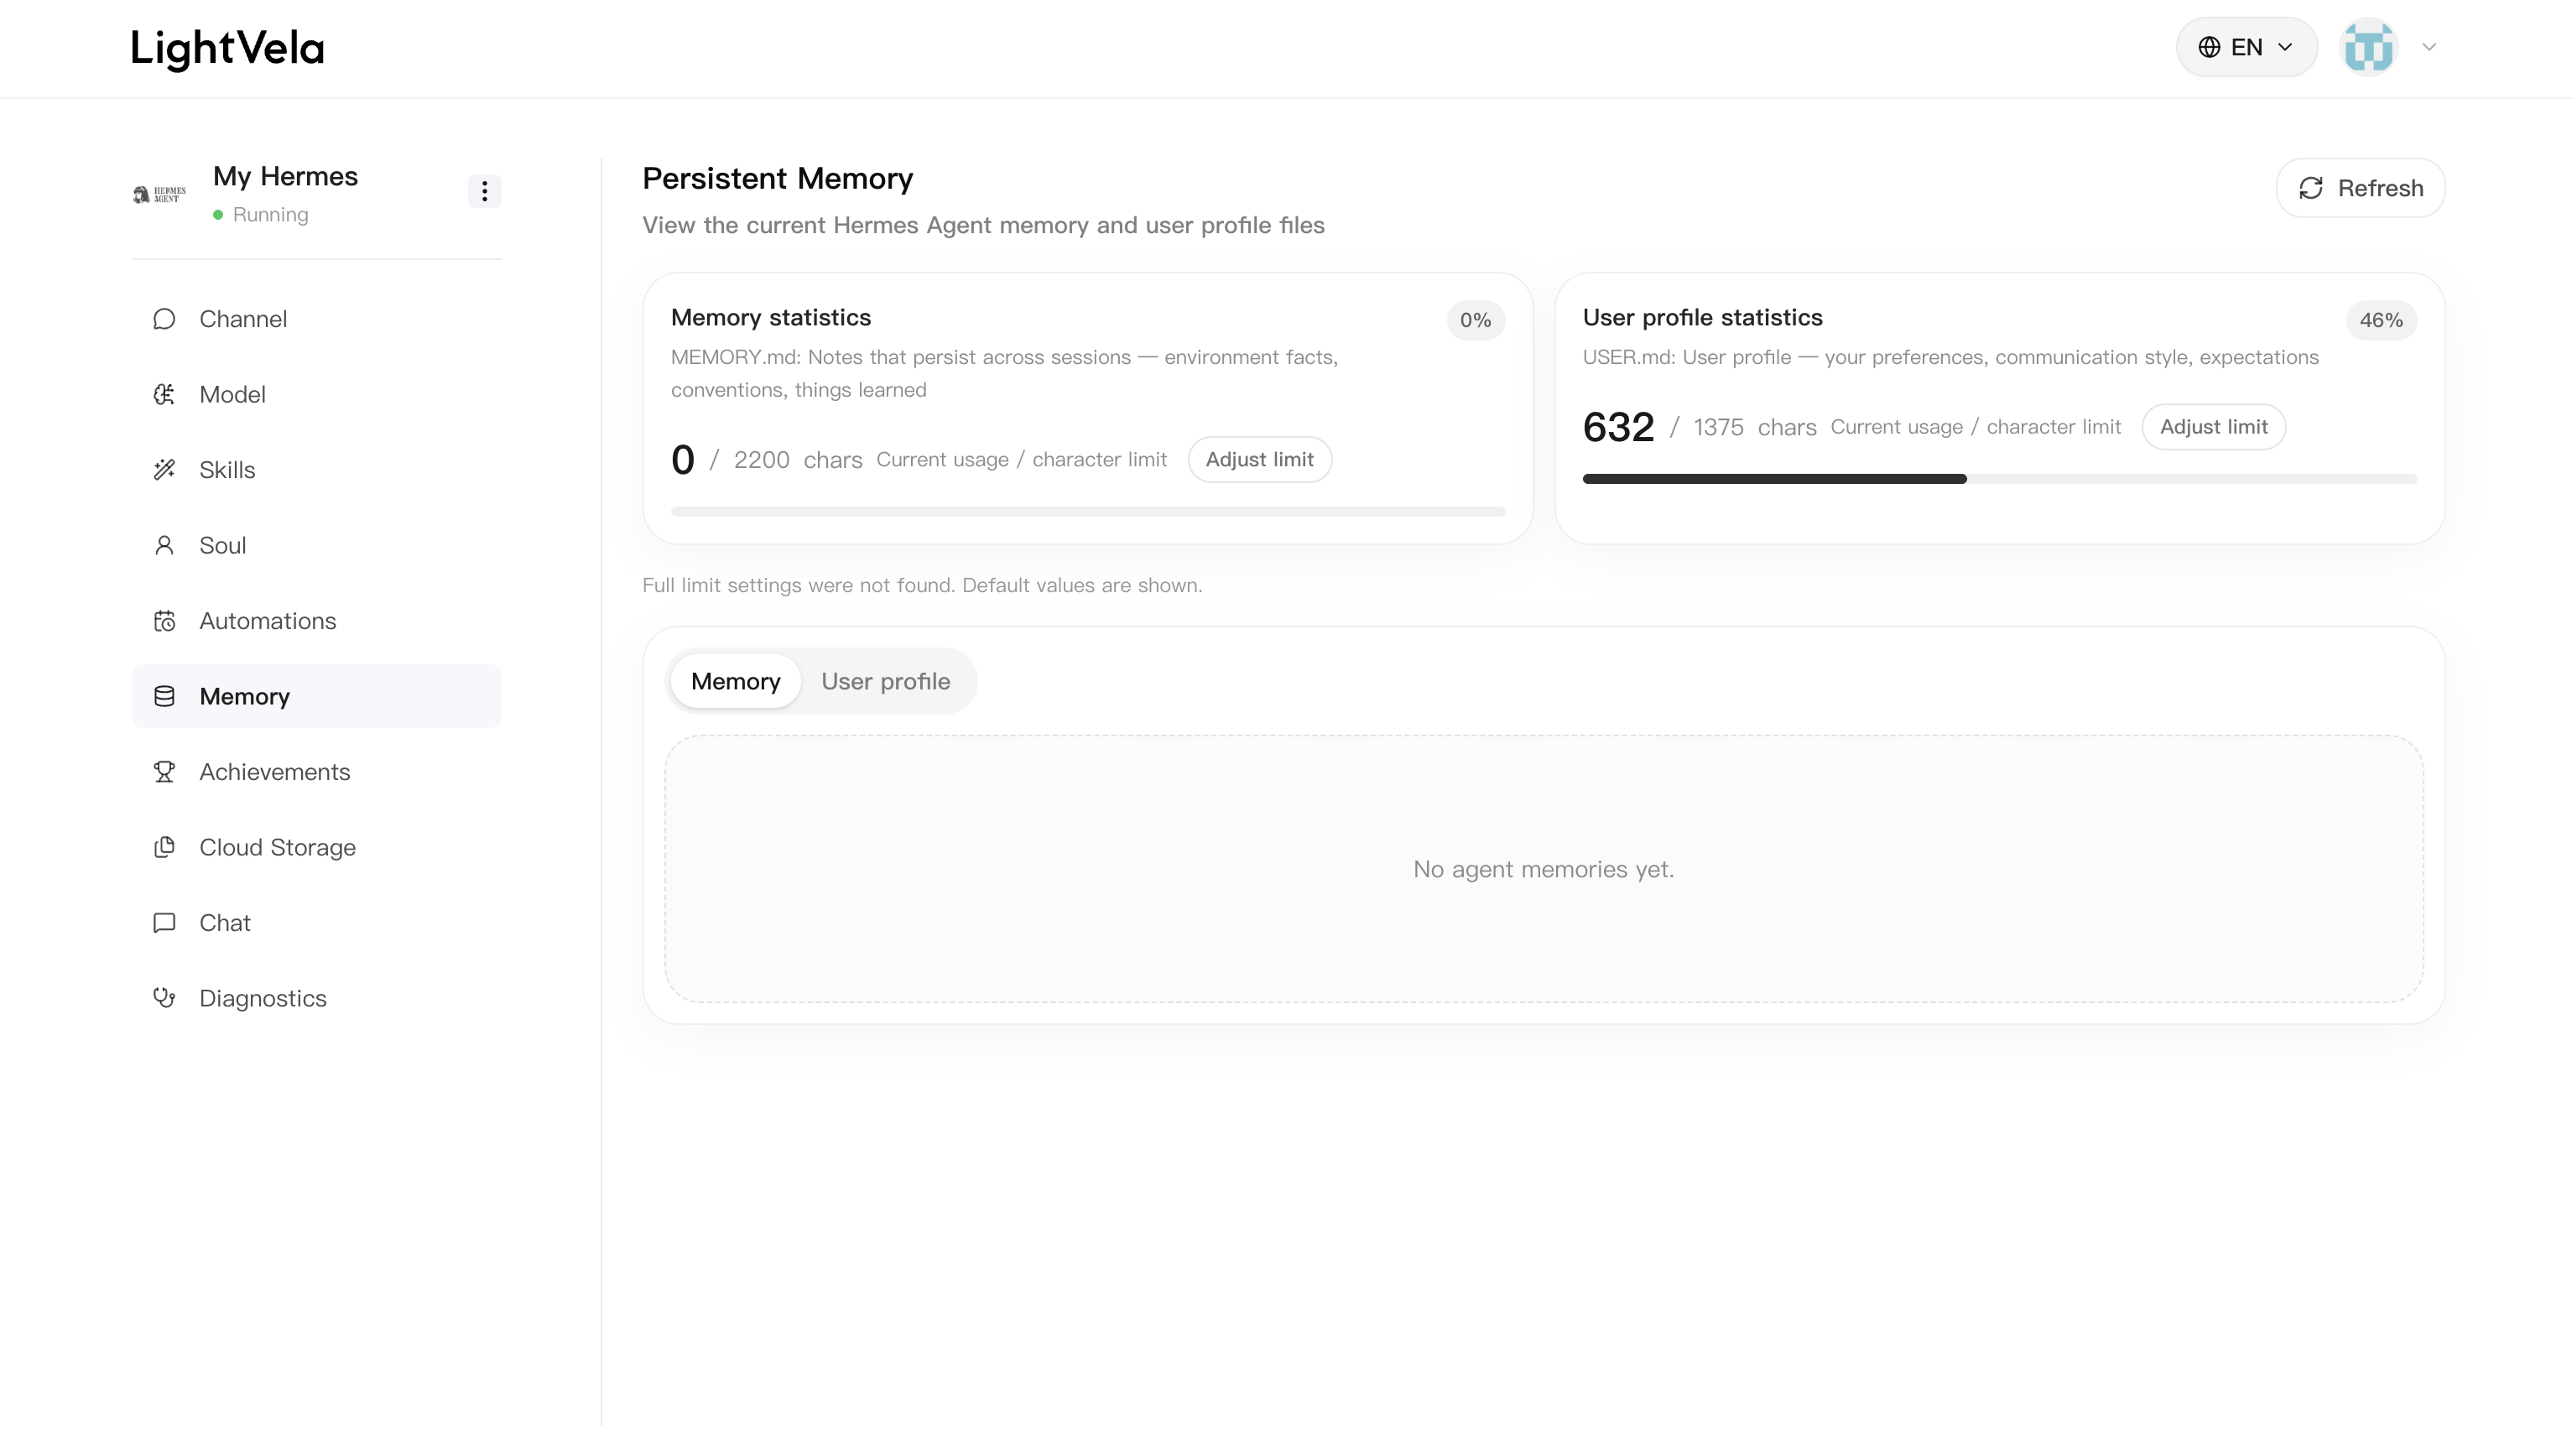 LightVela
EN
HERMES
AGENT
My Hermes
Running
Channel
Model
Skills
Soul
Automations
Memory
Achievements
Cloud Storage
Chat
Diagnostics
Persistent Memory
View the current Hermes Agent memory and user profile files
Refresh
Memory statistics
0%
MEMORY.md: Notes that persist across sessions — environment facts,
conventions, things learned
0 / 2200 chars Current usage / character limit Adjust limit
User profile statistics
46%
USER.md: User profile — your preferences, communication style, expectations
632 / 1375 chars Current usage / character limit Adjust limit
Full limit settings were not found. Default values are shown.
Memory User profile
No agent memories yet.